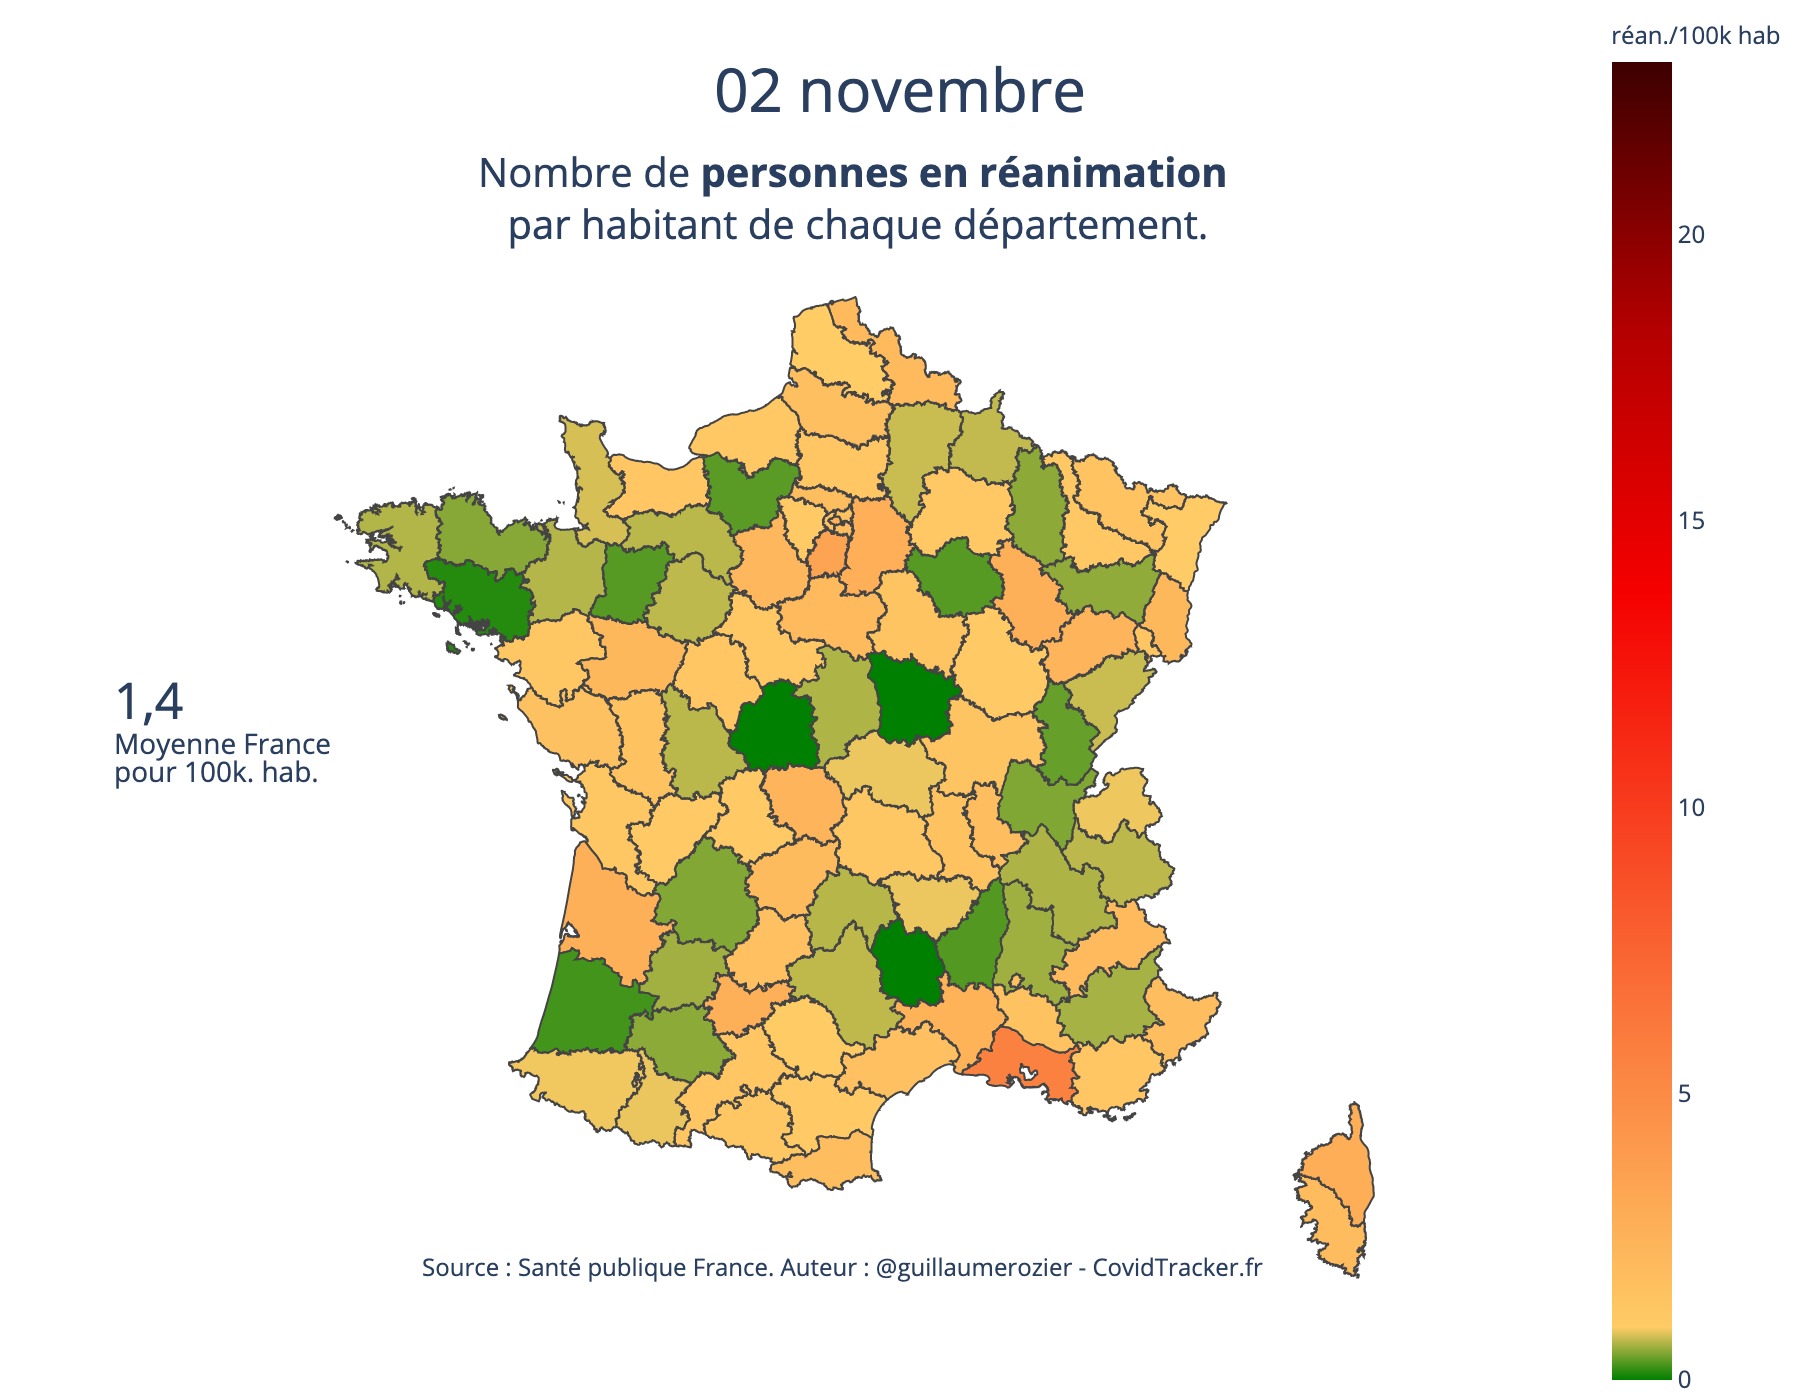 réan./100k hab
02 novembre
Nombre de personnes en réanimation
par habitant de chaque département.
20
15
1,4
Moyenne France
pour 100k. hab.
10
5
Source : Santé publique France. Auteur : @guillaumerozier - CovidTracker.fr
0